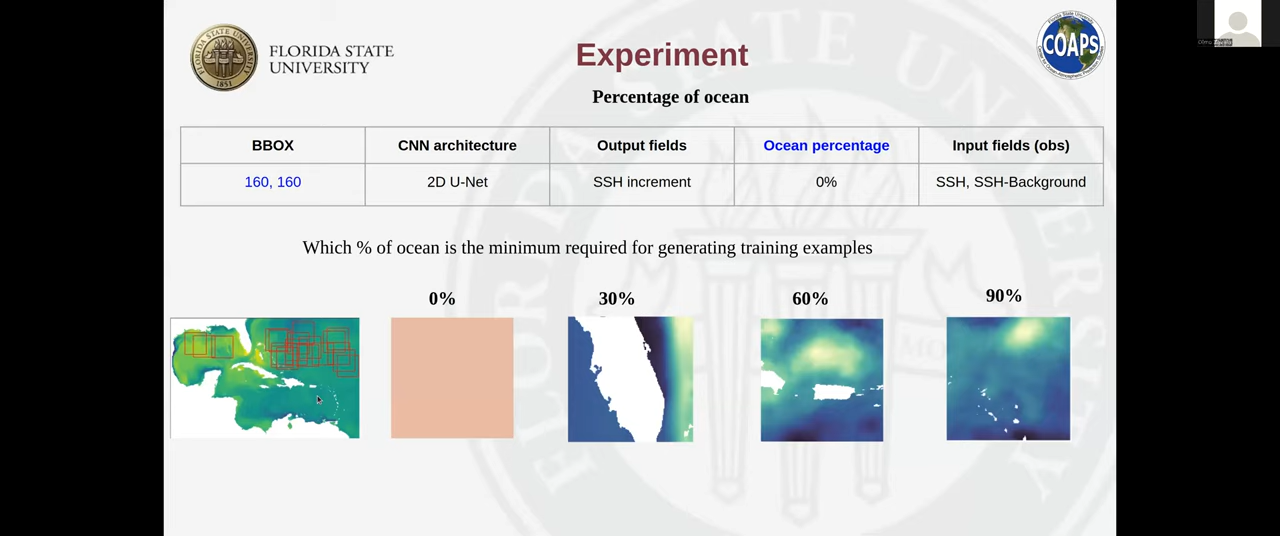 FLORIDA STATE
UNIVERSITY
1851
COAPS
Experiment
Percentage of ocean
BBOX CNN architecture Output fields Ocean percentage Input fields (obs)
160, 160 2D U-Net SSH increment 0% SSH, SSH-Background
Which % of ocean is the minimum required for generating training examples
0% 30% 60% 90%